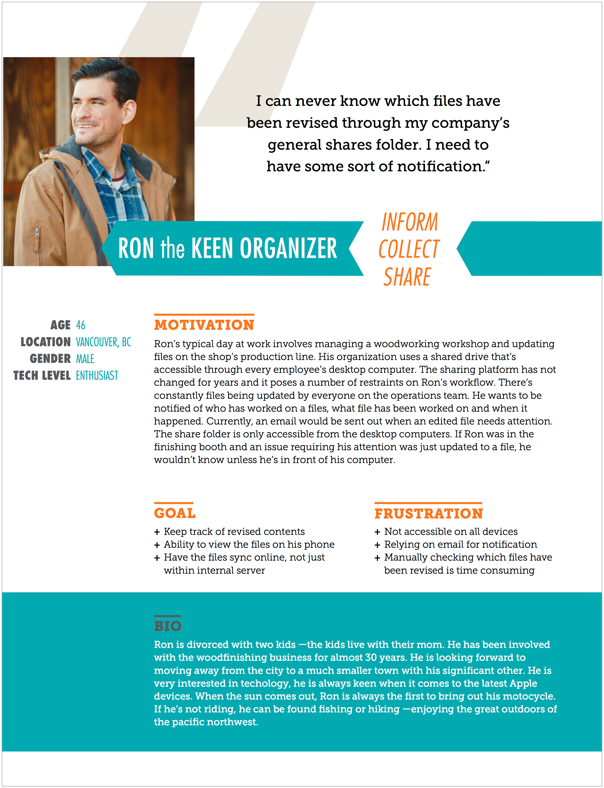 I can never know which files have
been revised through my company's
general shares folder. I need to
have some sort of notification."
RON the KEEN ORGANIZER
INFORM
COLLECT
SHARE
AGE 46
LOCATION VANCOUVER, BC
GENDER MALE
TECH LEVEL ENTHUSIAST
MOTIVATION
Ron's typical day at work involves managing a woodworking workshop and updating
files on the shop's production line. His organization uses a shared drive that's
accessible through every employee's desktop computer. The sharing platform has not
changed for years and it poses a number of restraints on Ron's workflow. There's
constantly files being updated by everyone on the operations team. He wants to be
notified of who has worked on a files, what file has been worked on and when it
happened. Currently, an email would be sent out when an edited file needs attention.
The share folder is only accessible from the desktop computers. If Ron was in the
finishing booth and an issue requiring his attention was just updated to a file, he
wouldn't know unless he's in front of his computer.
GOAL
+ Keep track of revised contents
+ Ability to view the files on his phone
+ Have the files sync online, not just
within internal server
FRUSTRATION
+ Not accessible on all devices
+ Relying on email for notification
+ Manually checking which files have
been revised is time consuming
BIO
Ron is divorced with two kids —the kids live with their mom. He has been involved
with the woodfinishing business for almost 30 years. He is looking forward to
moving away from the city to a much smaller town with his significant other. He is
very interested in techology, he is always keen when it comes to the latest Apple
devices. When the sun comes out, Ron is always the first to bring out his motocycle.
If he's not riding, he can be found fishing or hiking —enjoying the great outdoors of
the pacific northwest.